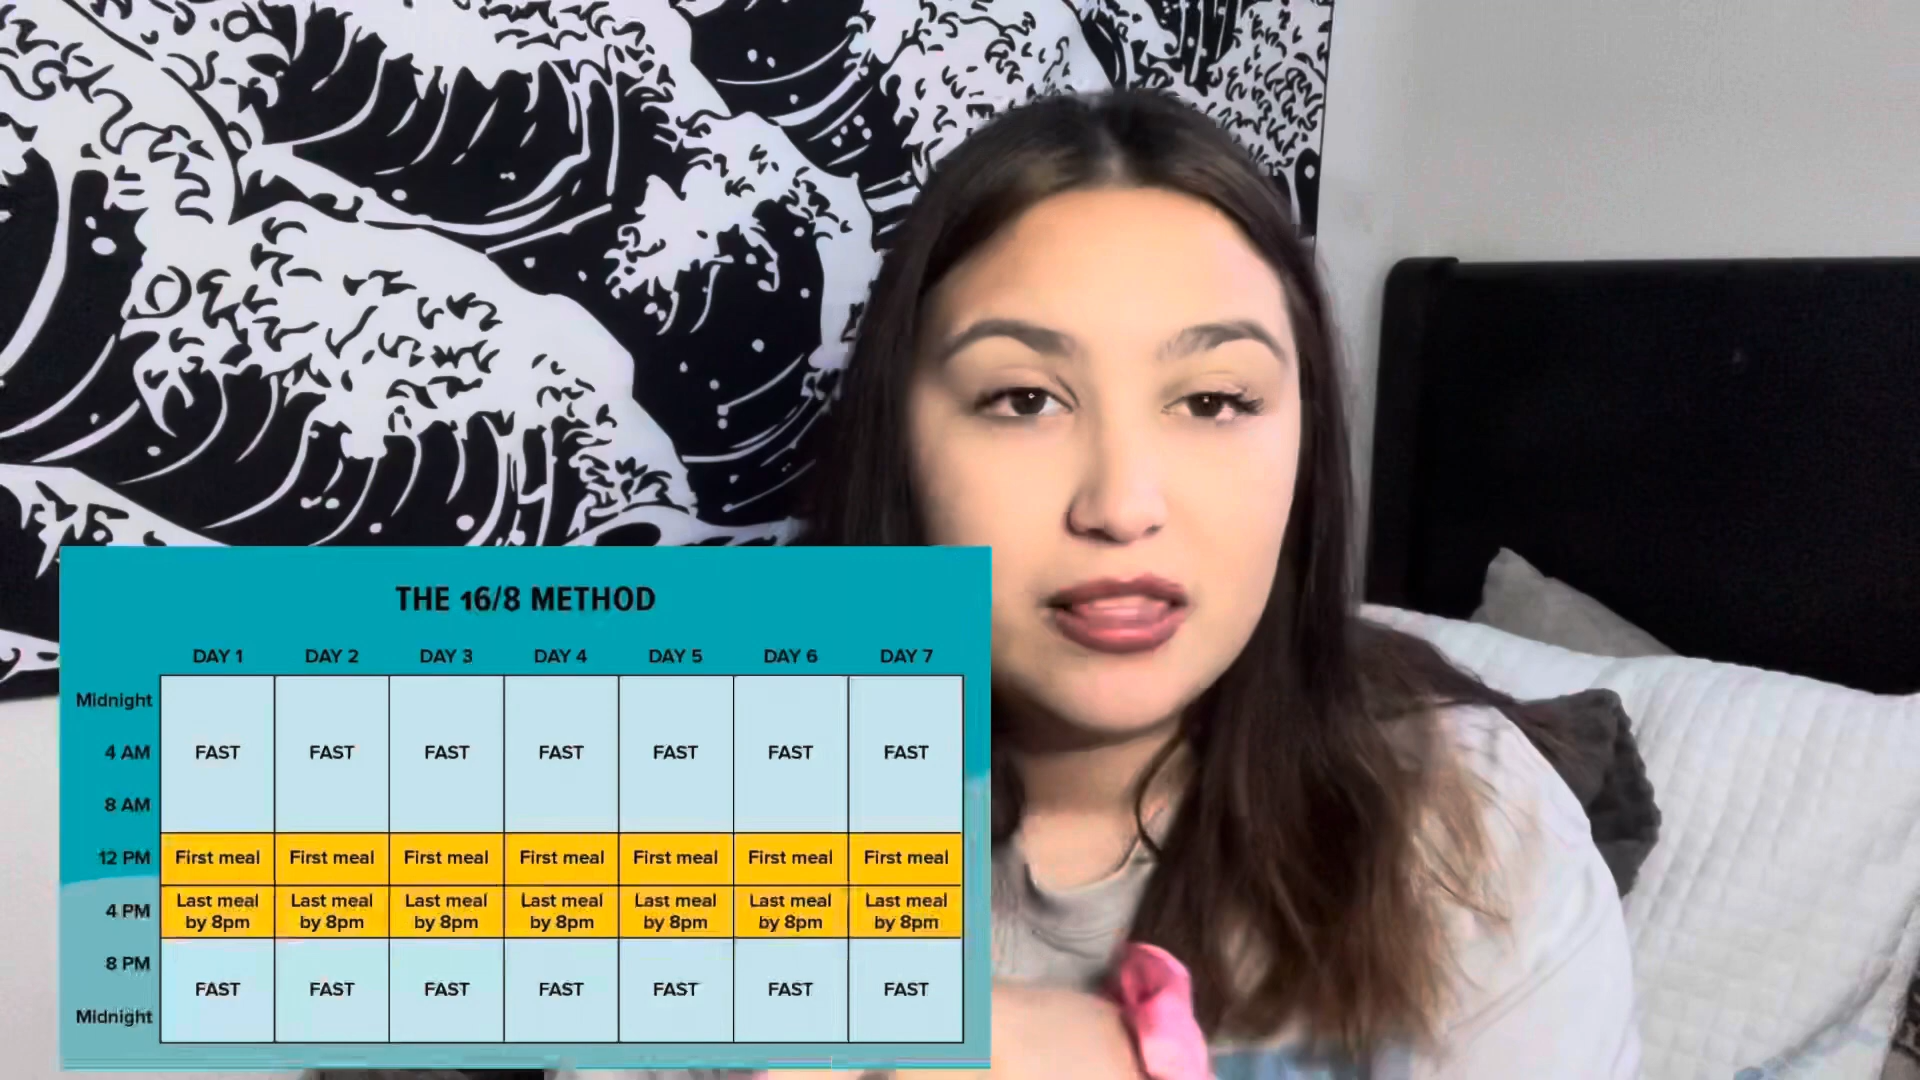 THE 16/8 METHOD
DAY 1 DAY 2 DAY 3 DAY 4 DAY 5 DAY 6 DAY 7
Midnight
4 AM FAST FAST FAST FAST FAST FAST FAST
8 AM
12 PM First meal First meal First meal First meal First meal First meal First meal
4 PM Last meal by 8pm Last meal by 8pm Last meal by 8pm Last meal by 8pm Last meal by 8pm Last meal by 8pm Last meal by 8pm
8 PM
FAST FAST FAST FAST FAST FAST FAST
Midnight